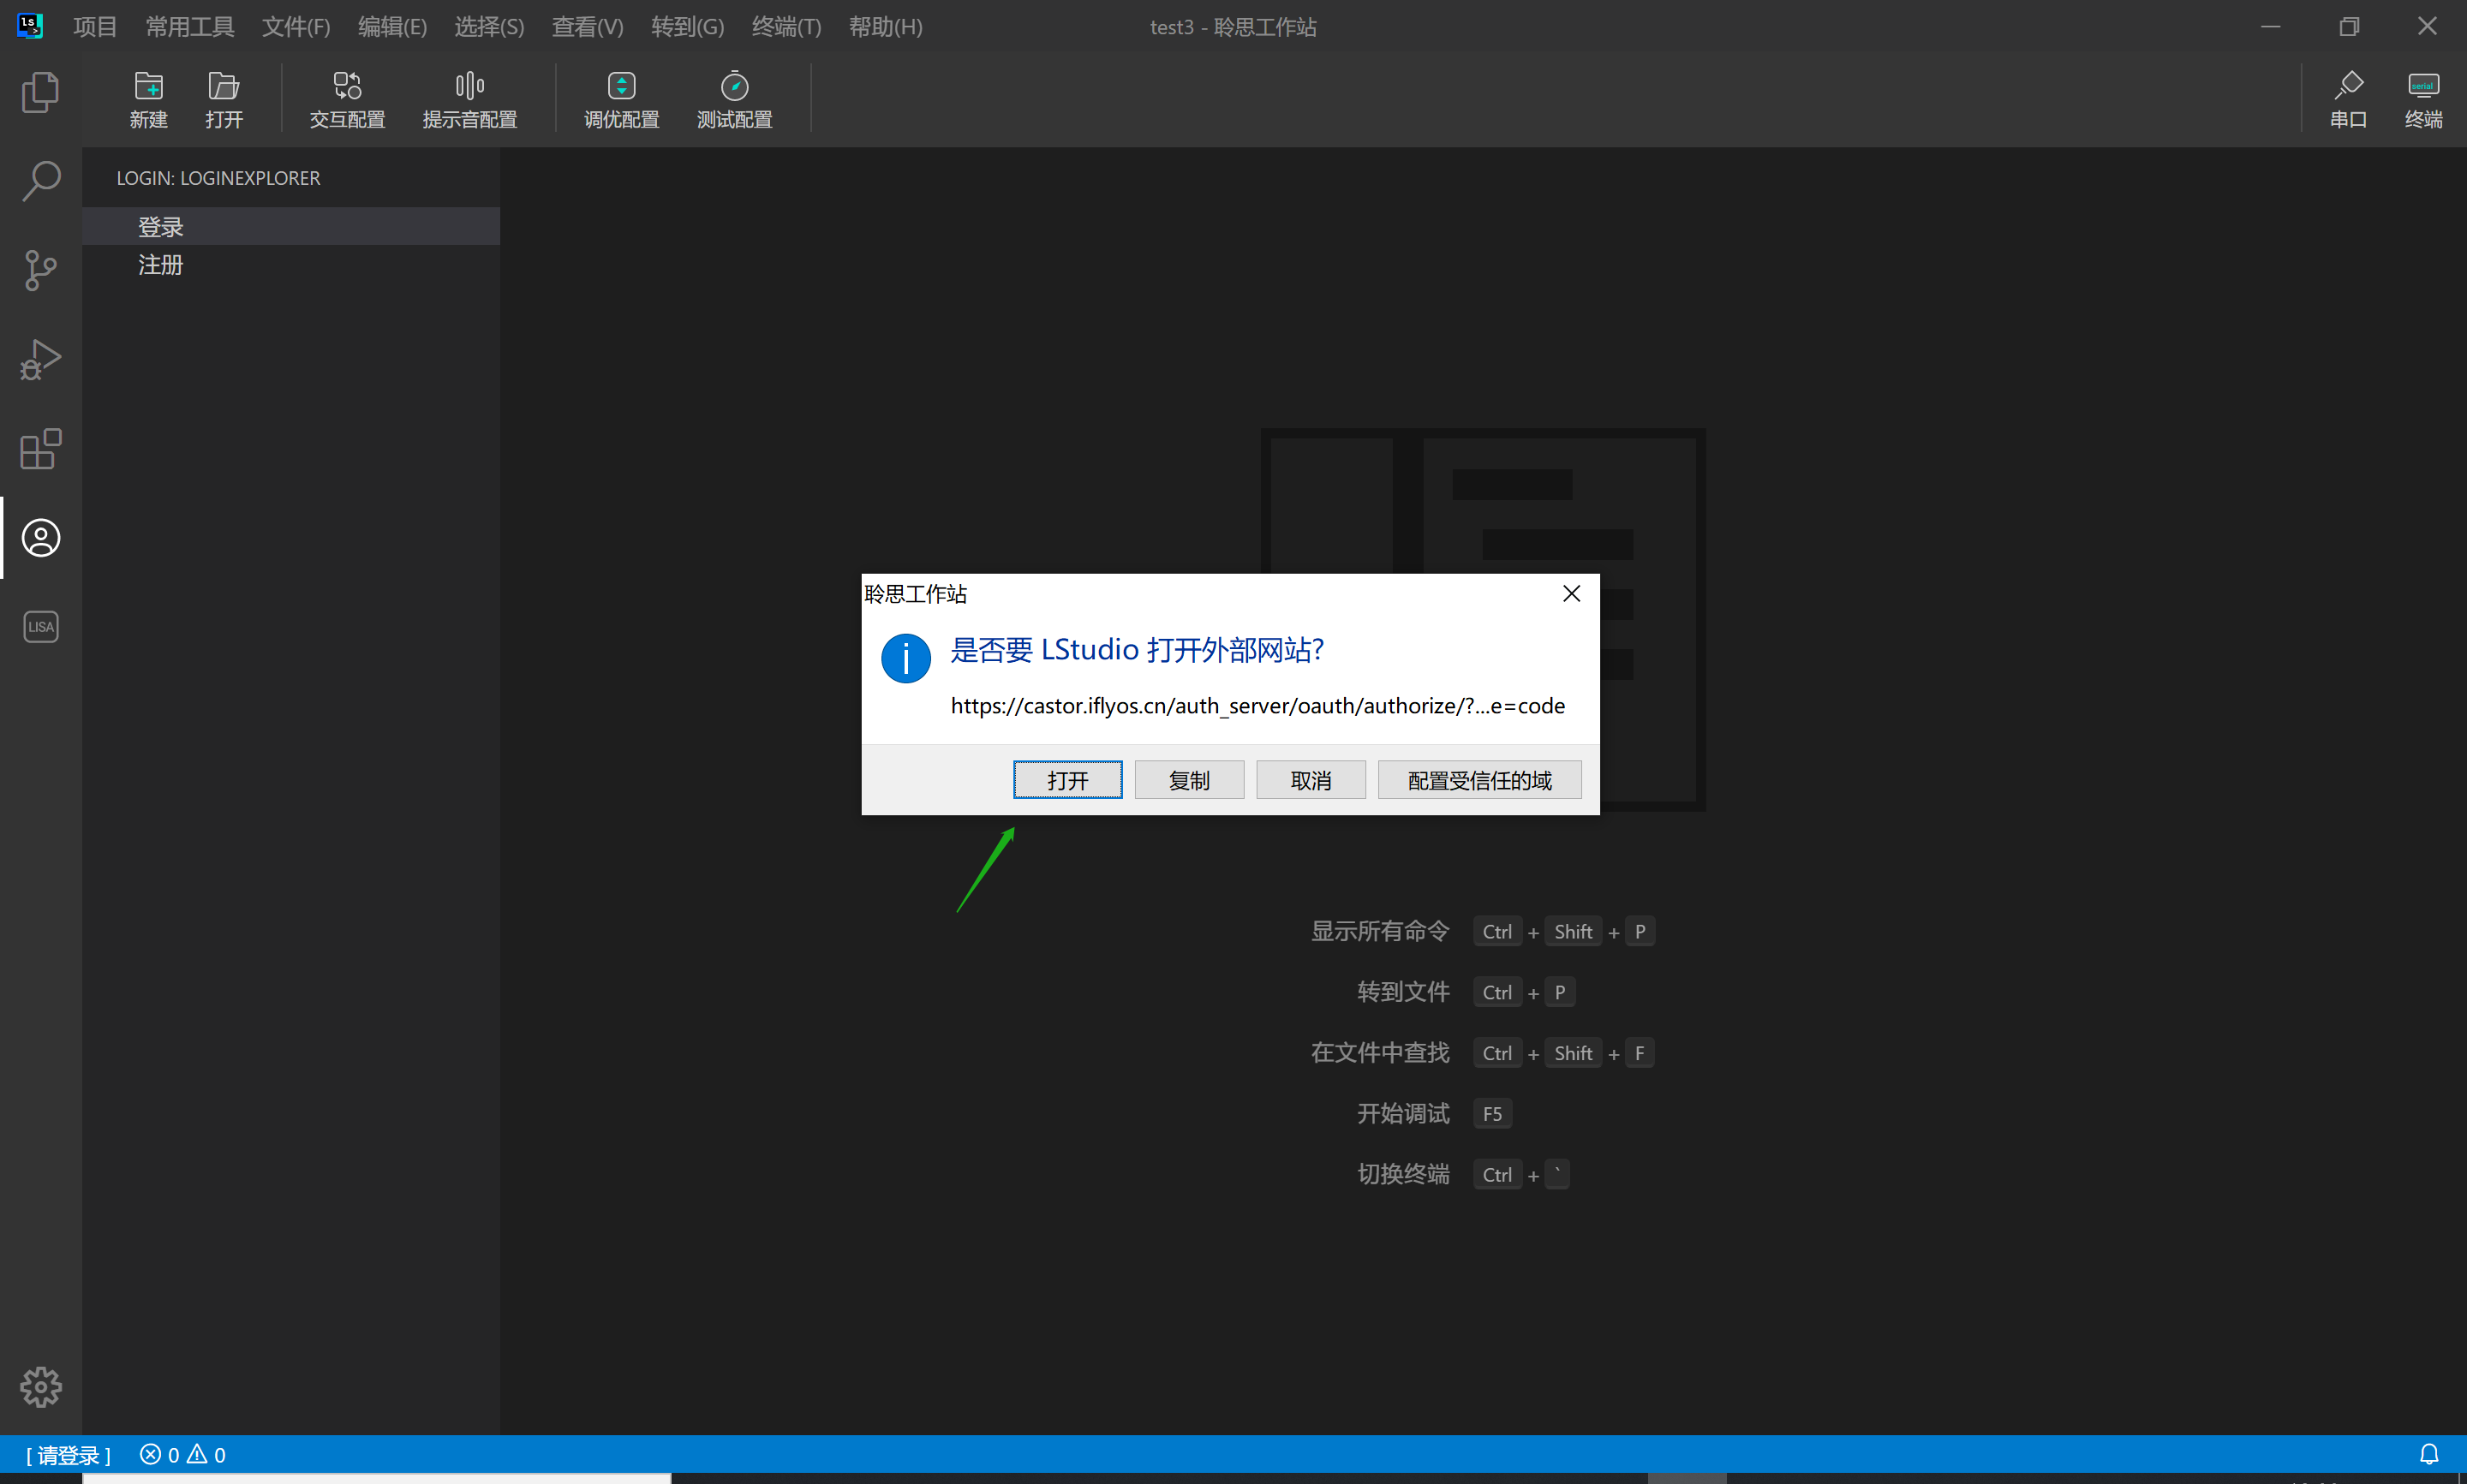 项目 常用工具 文件(F) 编辑(E) 选择(S) 查看(V) 转到(G) 终端(T) 帮助(H) test3 - 聆思工作站
新建 打开 交互配置 提示音配置 调优配置 测试配置 串口 serial 终端
LOGIN: LOGINEXPLORER
登录
注册
LISA
聆思工作站
是否要 LStudio 打开外部网站?
https://castor.iflyos.cn/auth_server/oauth/authorize/?...e=code
打开 复制 取消 配置受信任的域
显示所有命令 Ctrl + Shift + P
转到文件 Ctrl + P
在文件中查找 Ctrl + Shift + F
开始调试 F5
切换终端 Ctrl + `
[ 请登录 ] 0 0